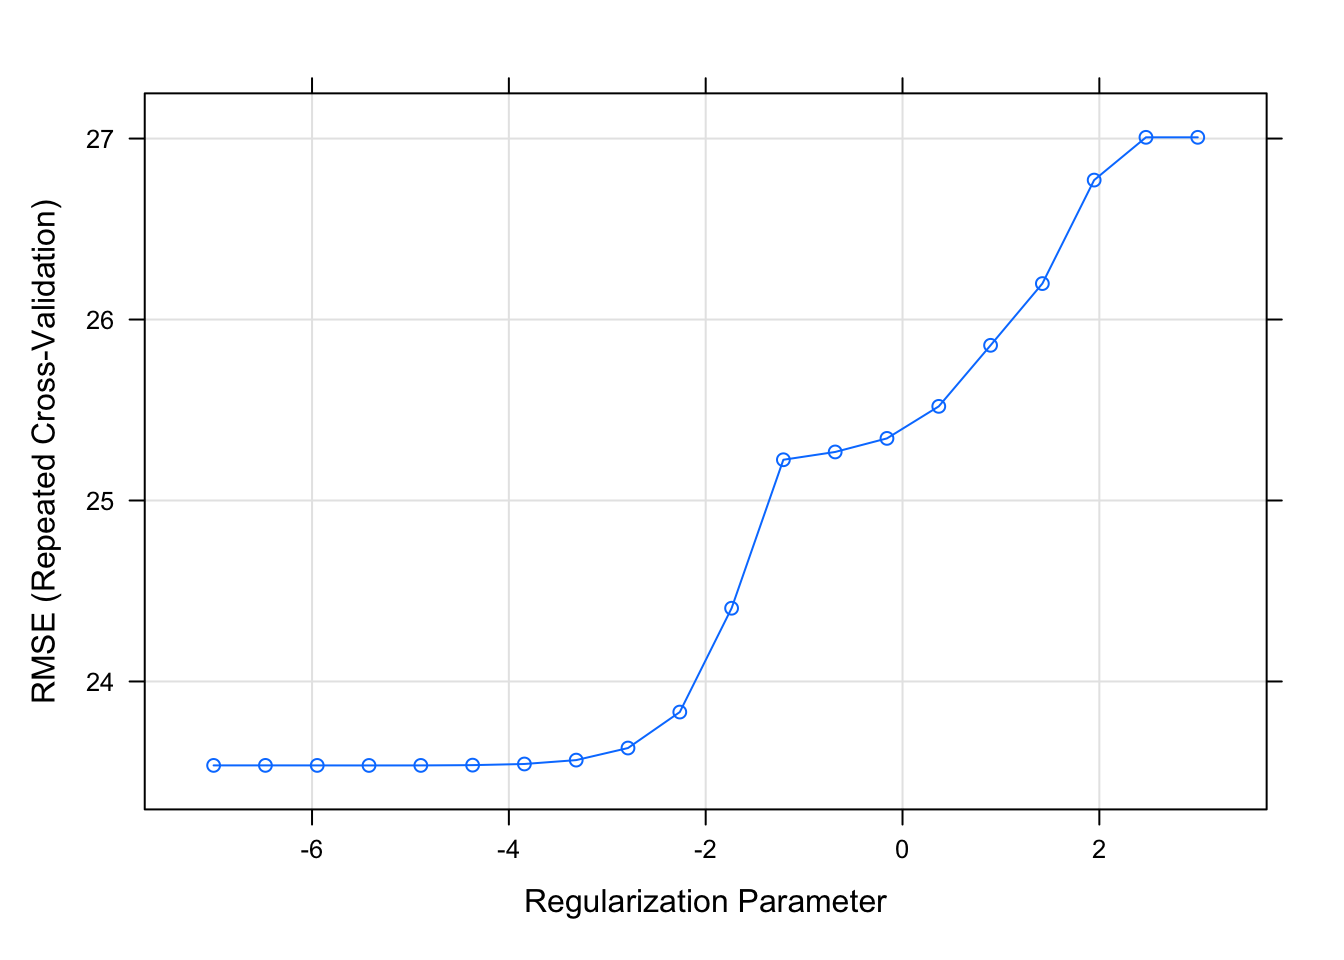 27
26
25
24
RMSE (Repeated Cross-Validation)
-6 -4 -2 0 2
Regularization Parameter